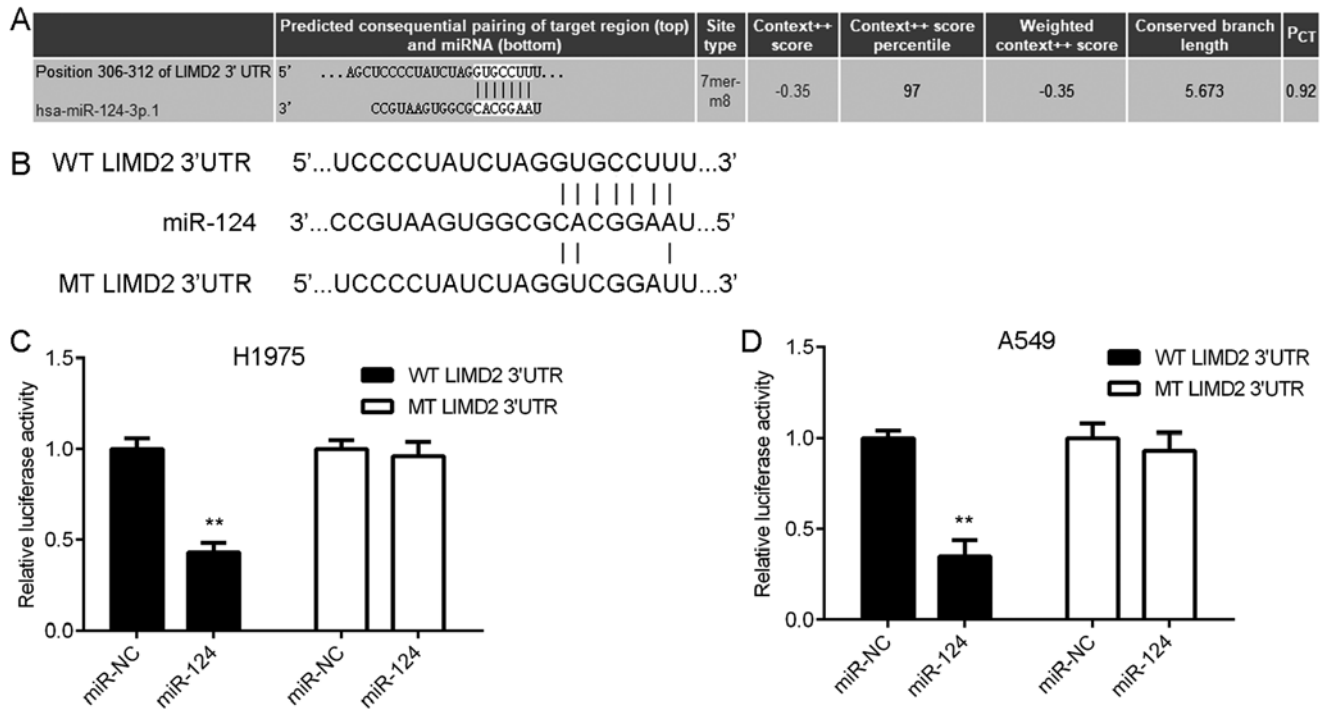 A
Predicted consequential pairing of target region (top) and miRNA (bottom)
Site type
Context++ score
Context++ score percentile
Weighted context++ score
Conserved branch length
PCT
Position 306-312 of LIMD2 3' UTR 5' ...AGCUCCCCUAUCUAGGUGCCUUU...
hsa-miR-124-3p.1 3' CCGUAAGUGGCGCACGGAAU
7mer-m8
-0.35
97
-0.35
5.673
0.92
B
WT LIMD2 3'UTR 5'...UCCCCUAUCUAGGUGCCUUU...3'
miR-124 3'...CCGUAAGUGGCGCACGGAAU...5'
MT LIMD2 3'UTR 5'...UCCCCUAUCUAGGUCGGAUU...3'
C
H1975
WT LIMD2 3'UTR
MT LIMD2 3'UTR
Relative luciferase activity
1.5
1.0
0.5
0.0
**
miR-NC
miR-124
miR-NC
miR-124
D
A549
WT LIMD2 3'UTR
MT LIMD2 3'UTR
Relative luciferase activity
1.5
1.0
0.5
0.0
**
miR-NC
miR-124
miR-NC
miR-124